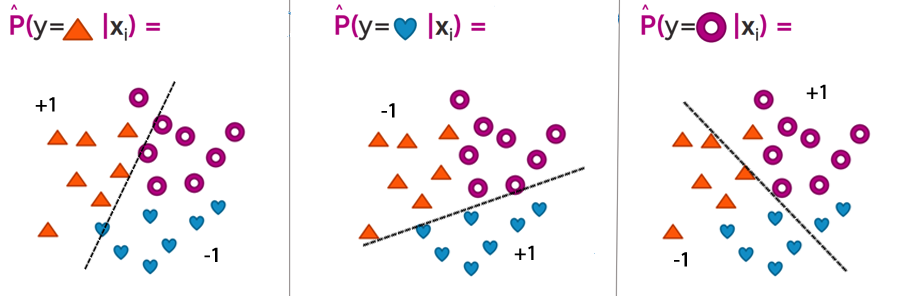 P̂(y=▲ |xᵢ) =
+1
-1
P̂(y=♥ |xᵢ) =
-1
+1
P̂(y=O |xᵢ) =
+1
-1